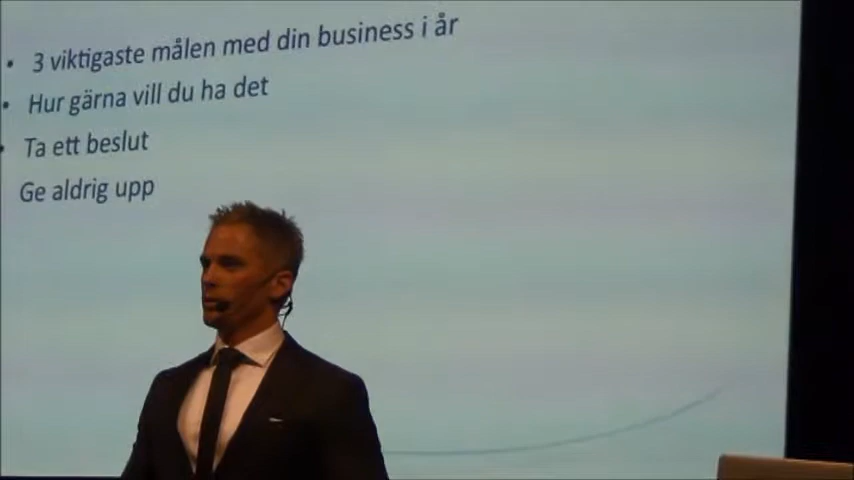 • 3 viktigaste målen med din business i år
• Hur gärna vill du ha det
• Ta ett beslut
Ge aldrig upp